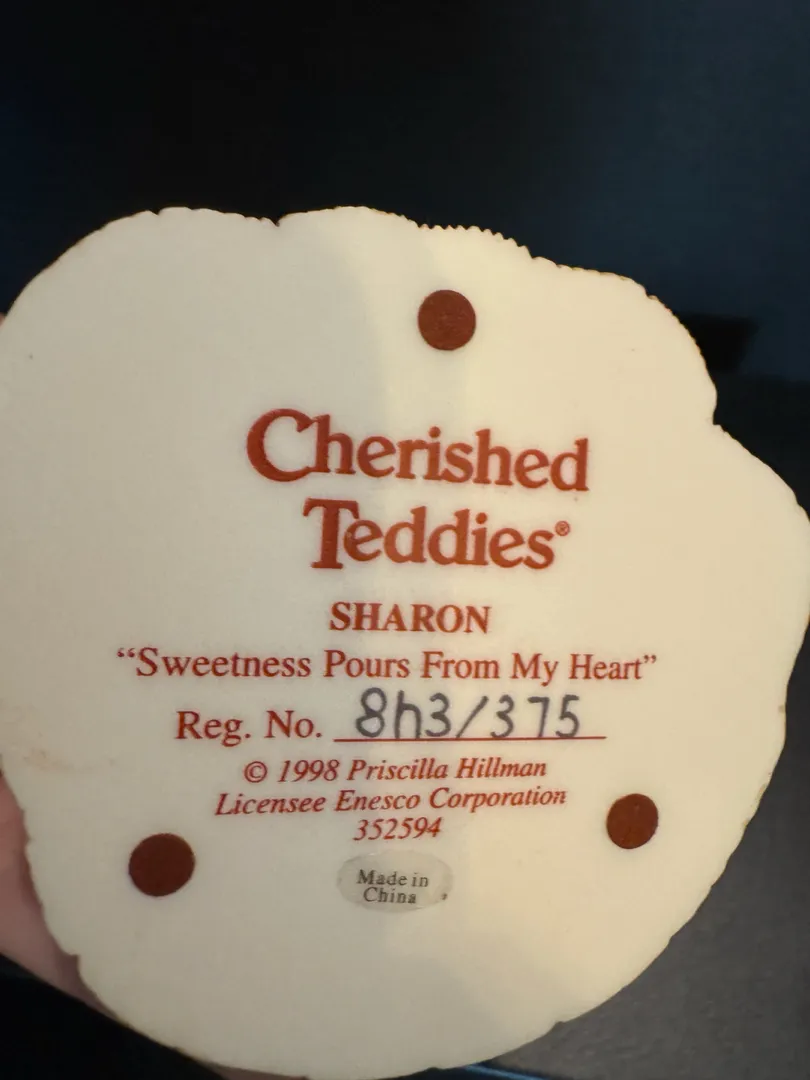 Cherished
Teddies®
SHARON
“Sweetness Pours From My Heart”
Reg. No. 8h3/375
© 1998 Priscilla Hillman
Licensee Enesco Corporation
352594
Made in
China